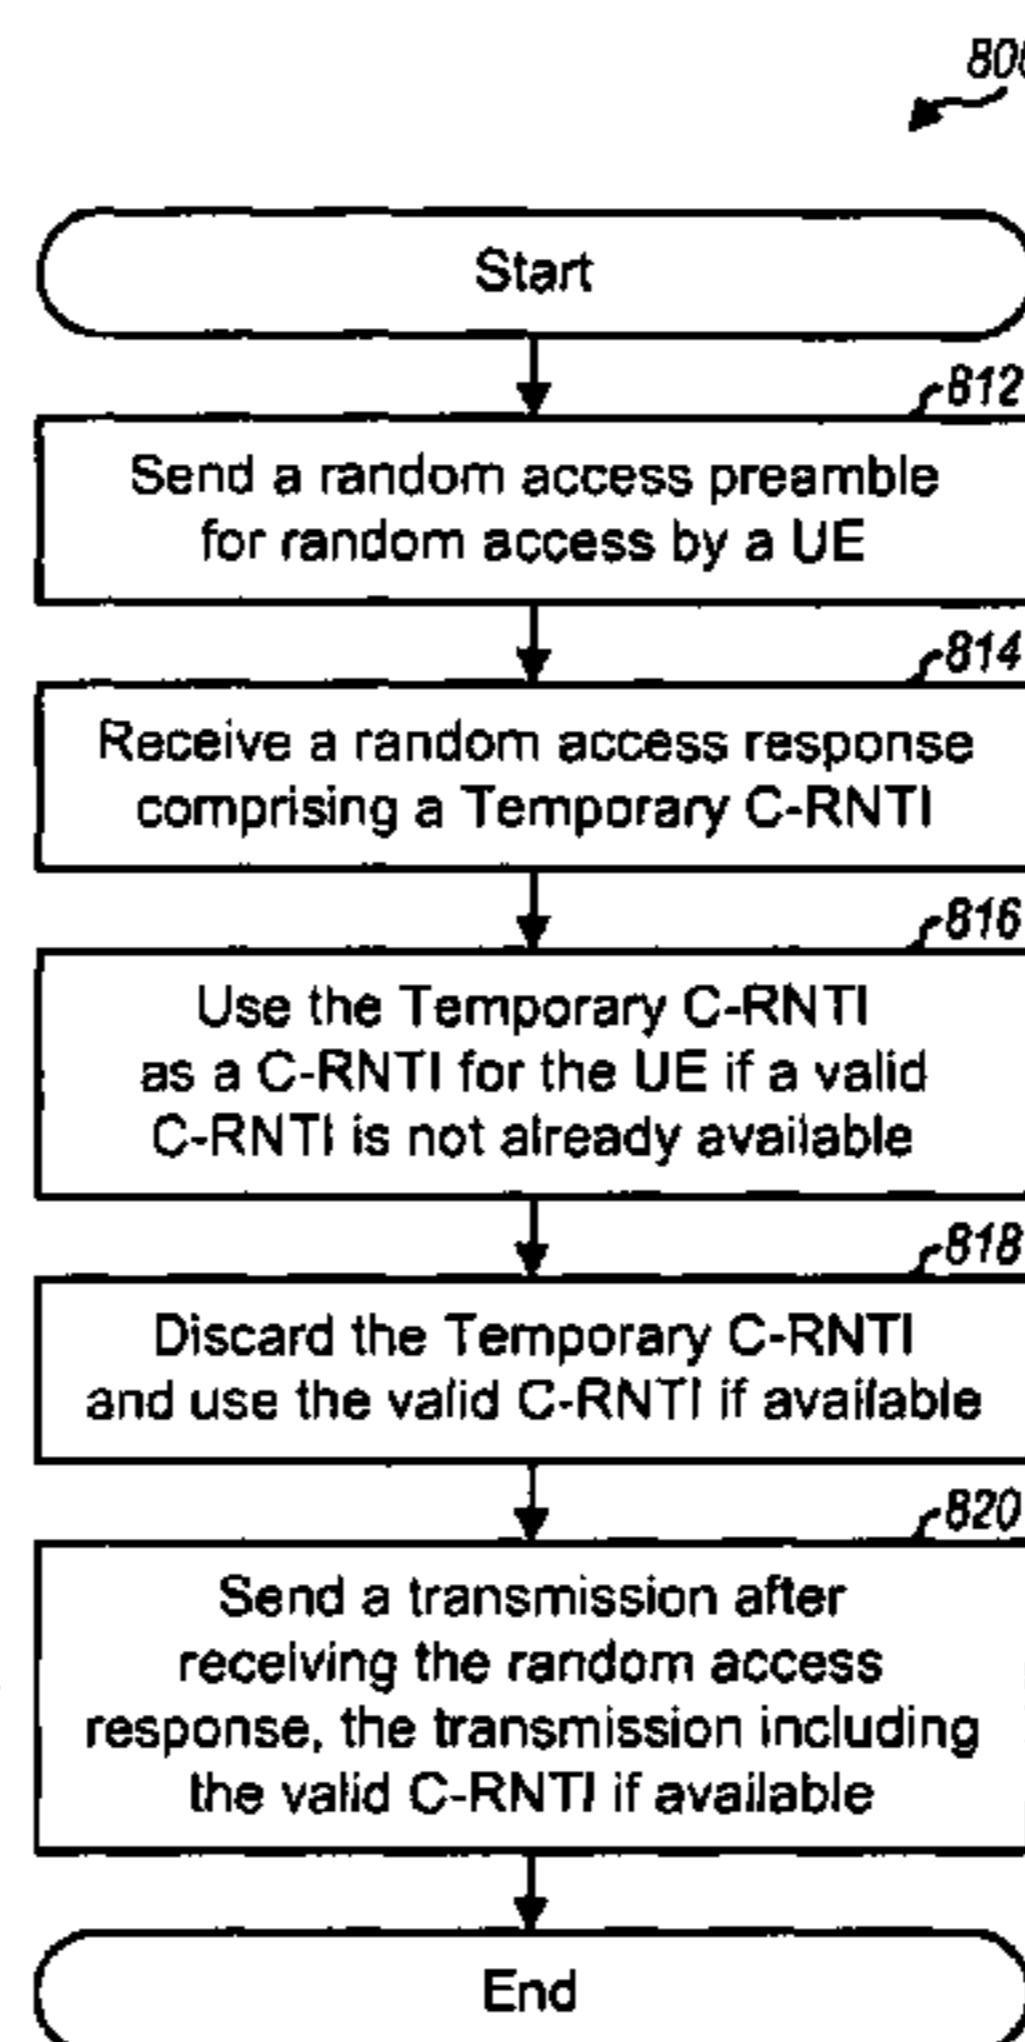 Start
812
Send a random access preamble
for random access by a UE
814
Receive a random access response
comprising a Temporary C-RNTI
816
Use the Temporary C-RNTI
as a C-RNTI for the UE if a valid
C-RNTI is not already available
818
Discard the Temporary C-RNTI
and use the valid C-RNTI if available
820
Send a transmission after
receiving the random access
response, the transmission including
the valid C-RNTI if available
End